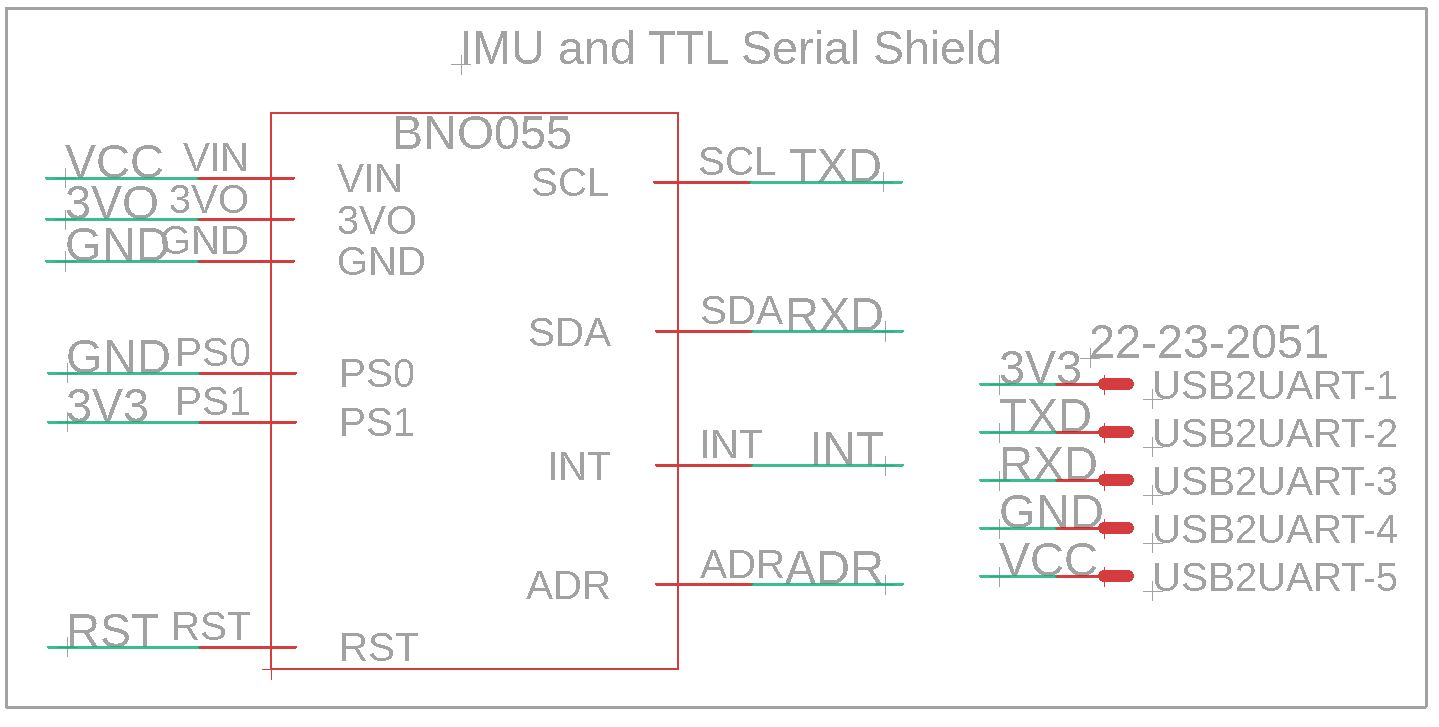 IMU and TTL Serial Shield
BNO055
VCC VIN VIN SCL SCL TXD
3VO 3VO 3VO
GND GND GND
SDA SDA RXD
22-23-2051
GND PS0 PS0
3V3 PS1 PS1
INT INT INT
ADR ADR ADR
RST RST RST
3V3 USB2UART-1
TXD USB2UART-2
RXD USB2UART-3
GND USB2UART-4
VCC USB2UART-5